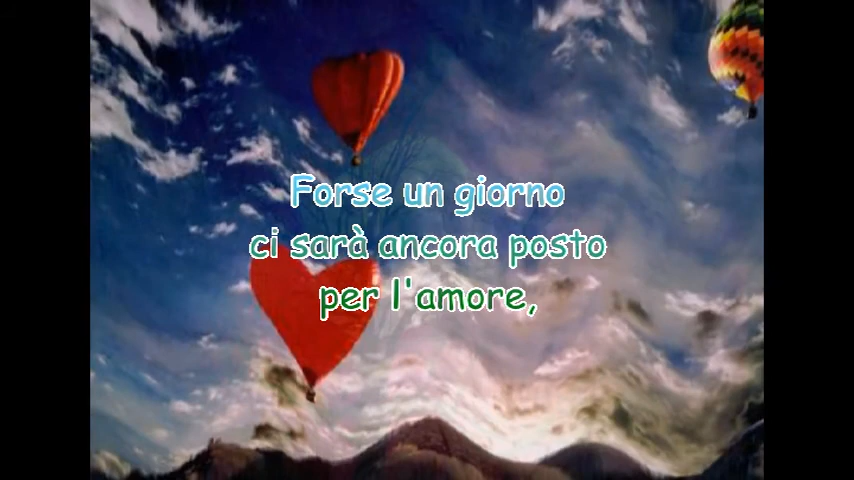 Forse un giorno
ci sarà ancora posto
per l'amore,